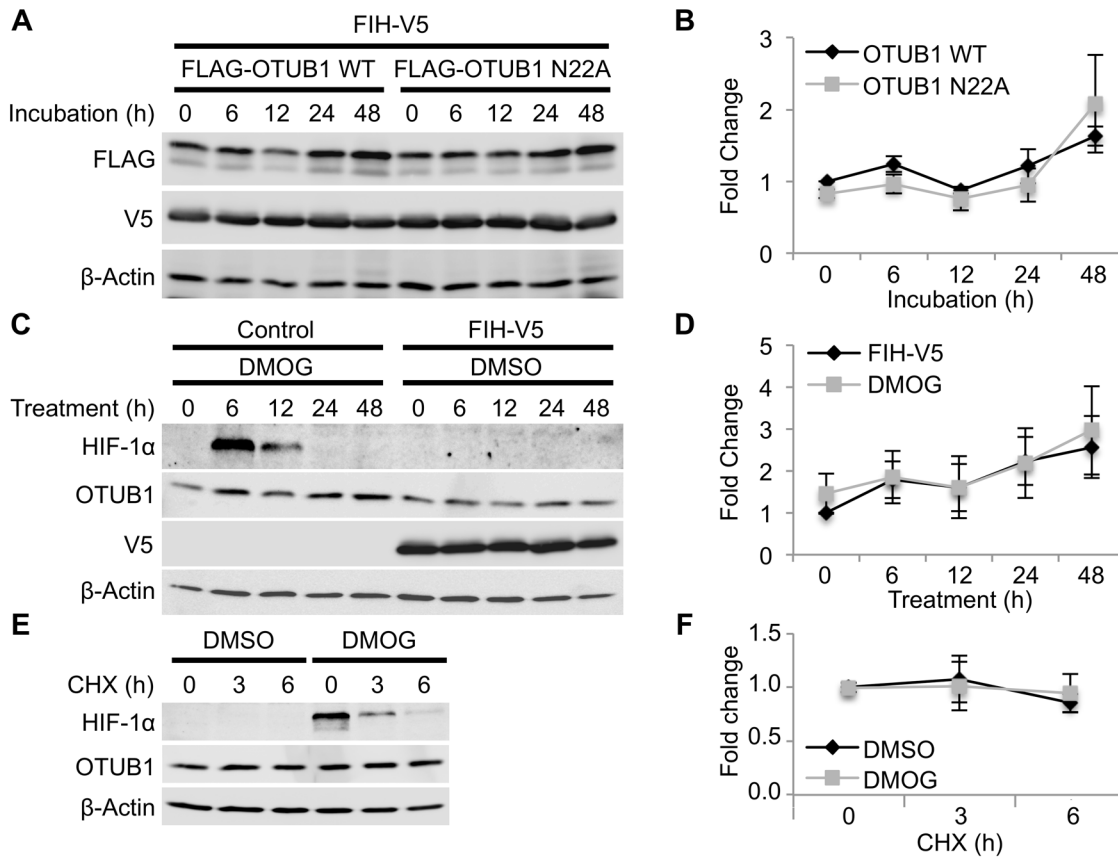 A
FIH-V5
FLAG-OTUB1 WT FLAG-OTUB1 N22A
Incubation (h) 0 6 12 24 48 0 6 12 24 48
FLAG
V5
β-Actin
B
3
2
1
0
Fold Change
OTUB1 WT
OTUB1 N22A
0 6 12 24 48
Incubation (h)
C
Control FIH-V5
DMOG DMSO
Treatment (h) 0 6 12 24 48 0 6 12 24 48
HIF-1α
OTUB1
V5
β-Actin
D
5
4
3
2
1
0
Fold Change
FIH-V5
DMOG
0 6 12 24 48
Treatment (h)
E
DMSO DMOG
CHX (h) 0 3 6 0 3 6
HIF-1α
OTUB1
β-Actin
F
1.5
1.0
0.5
0.0
Fold change
DMSO
DMOG
0 3 6
CHX (h)